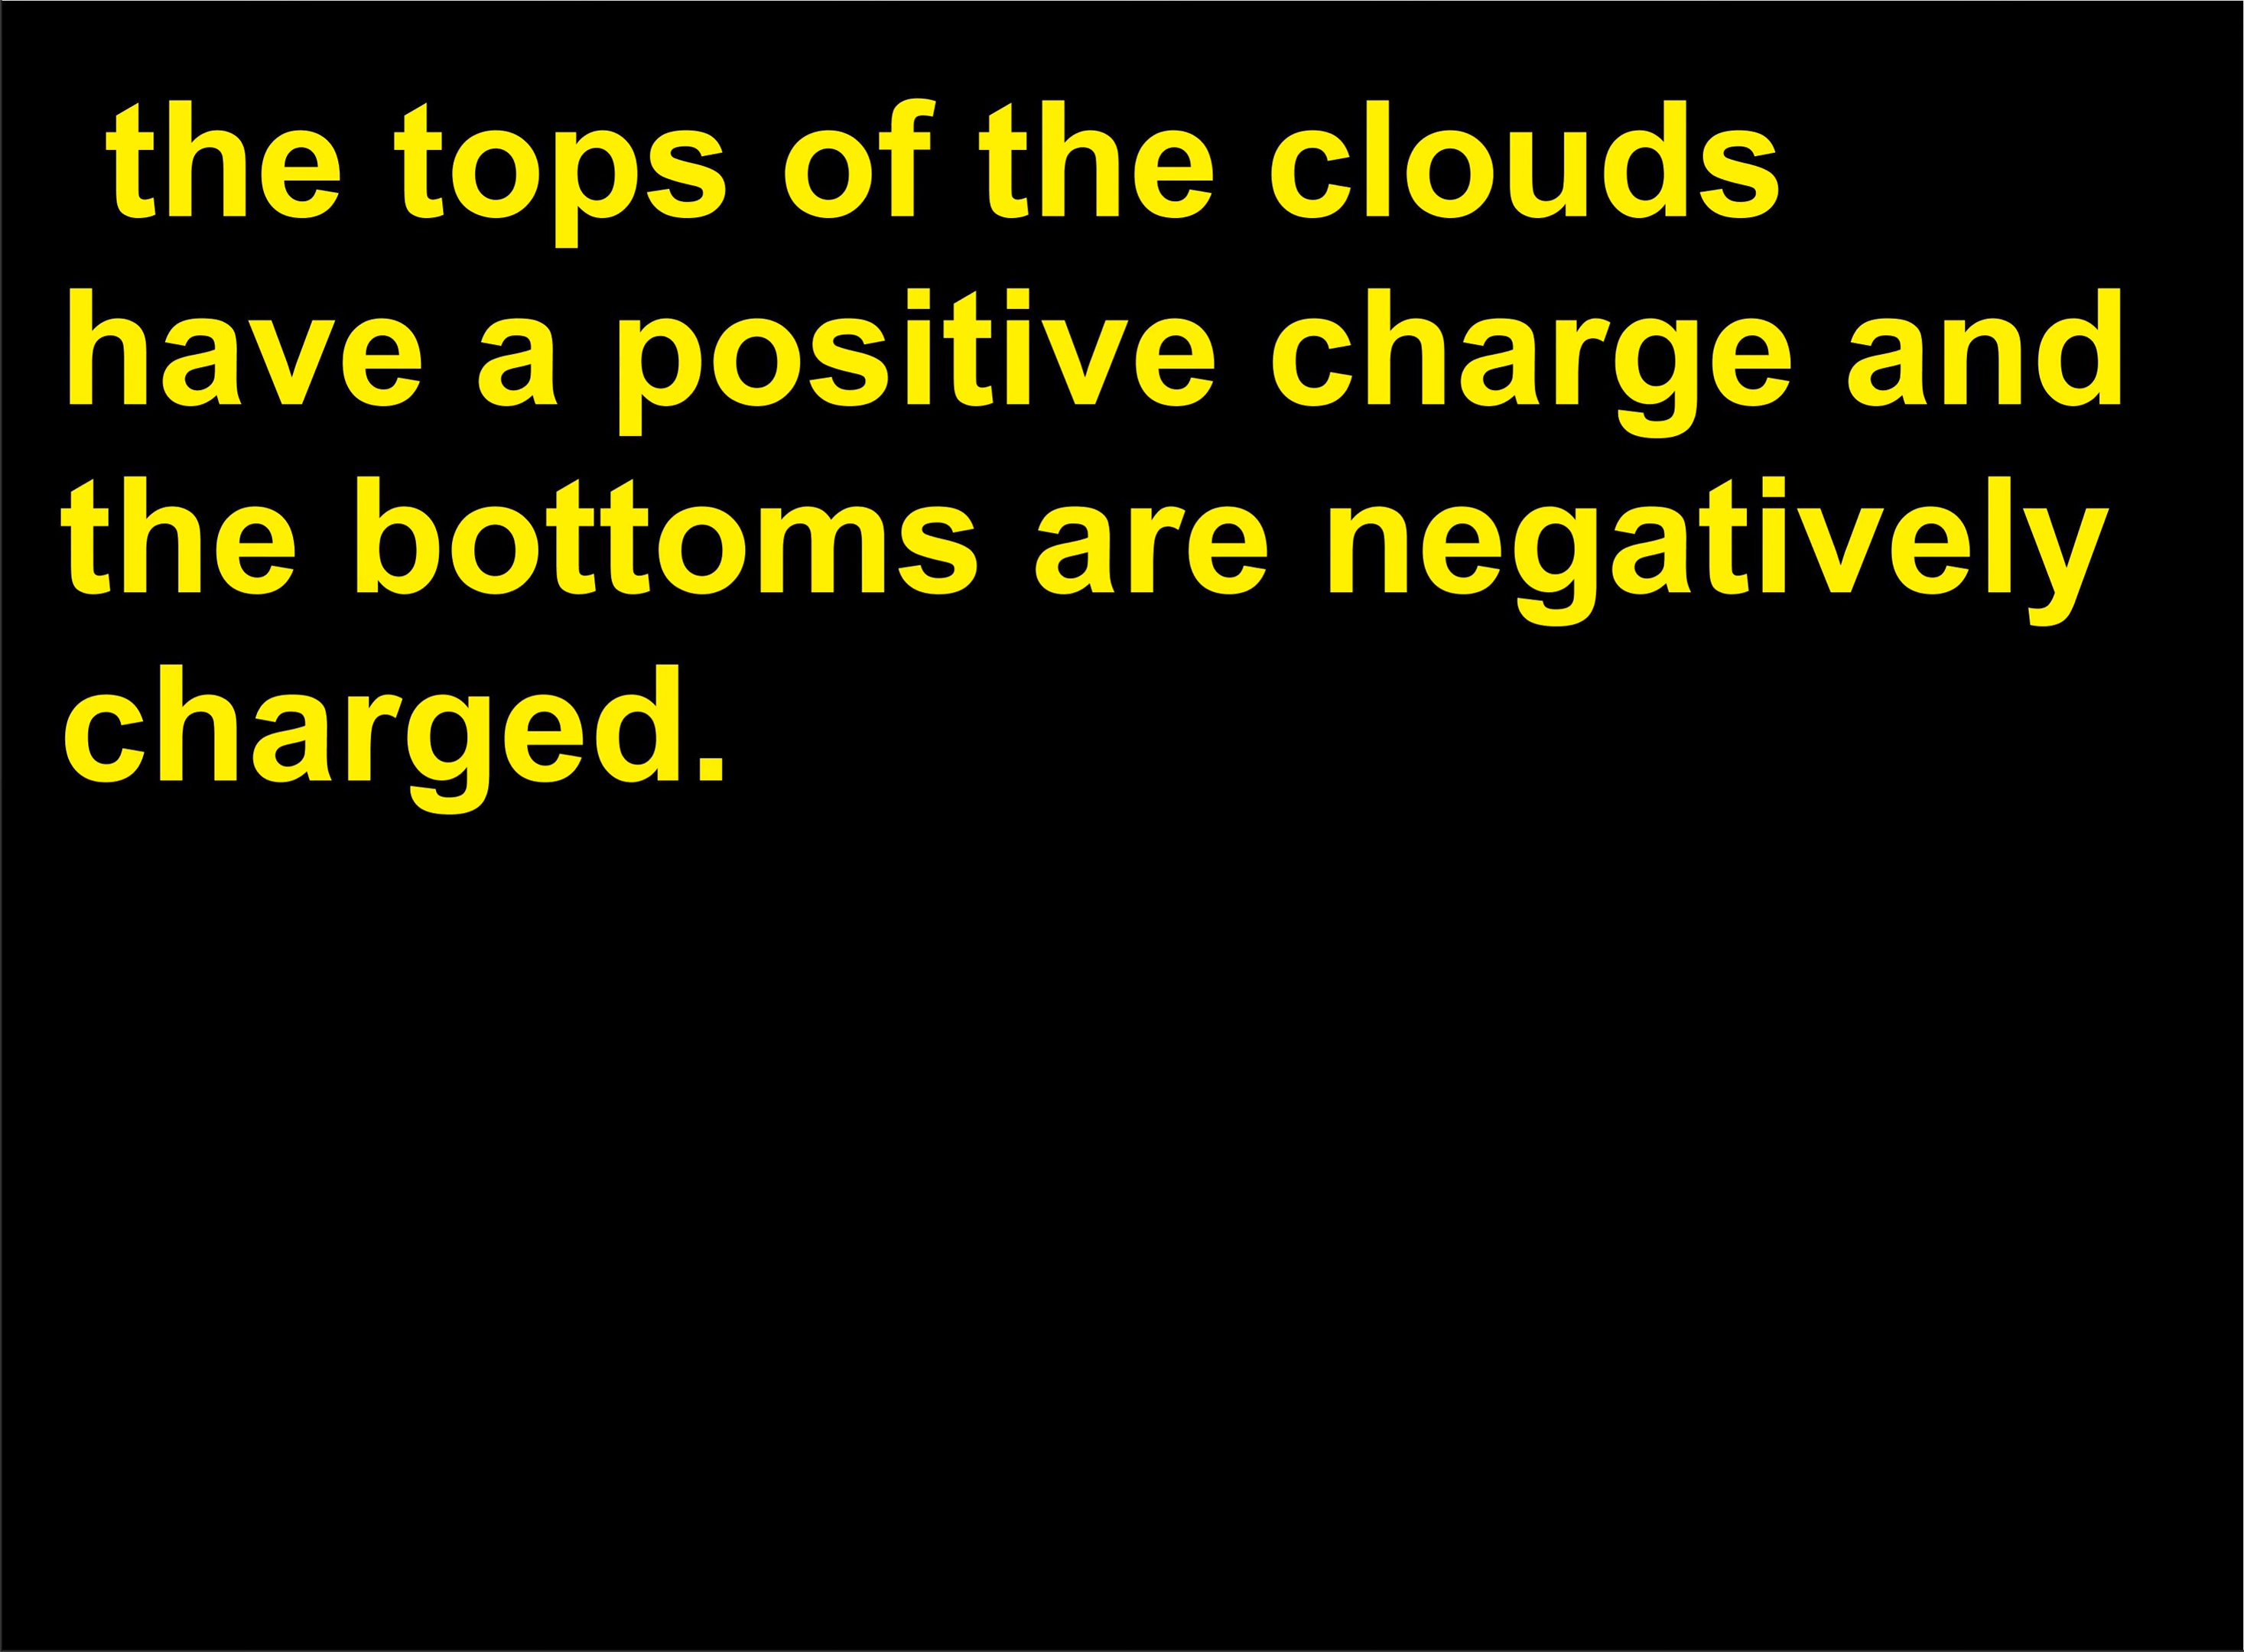 the tops of the clouds
have a positive charge and
the bottoms are negatively
charged.